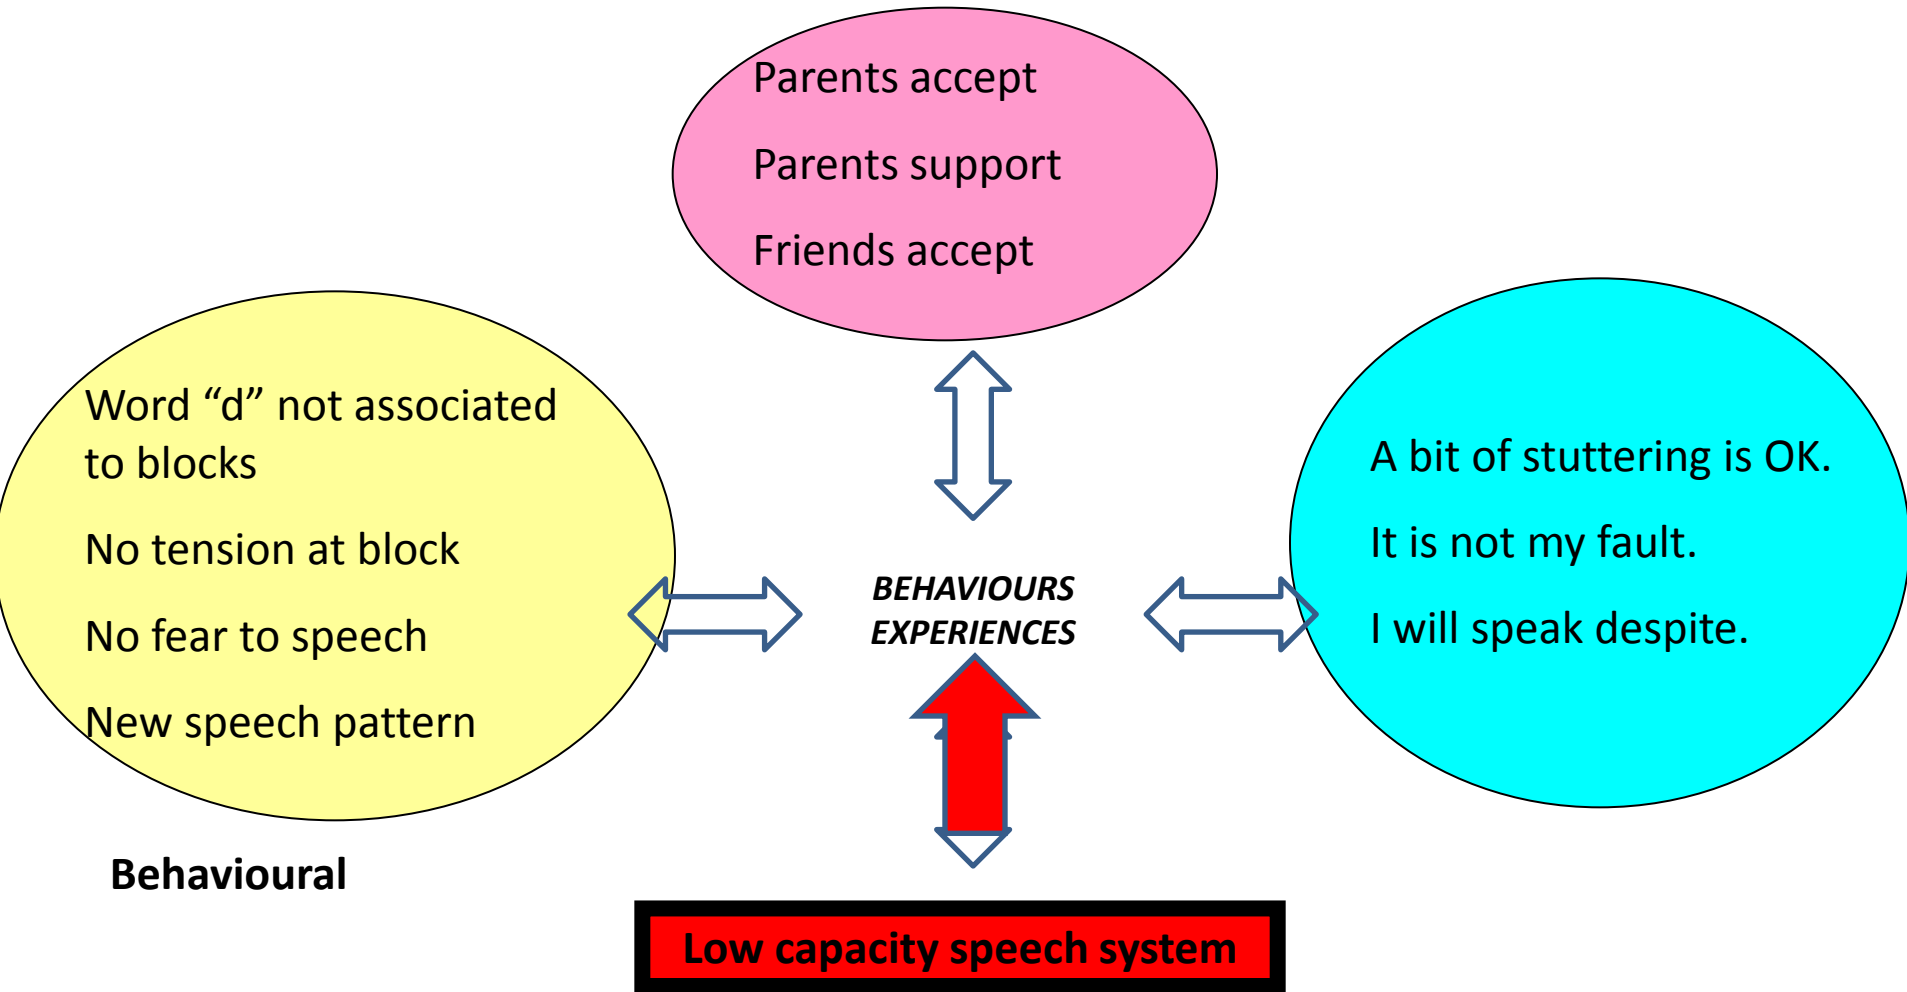 Parents accept
Parents support
Friends accept
Word “d” not associated
to blocks
No tension at block
No fear to speech
New speech pattern
BEHAVIOURS
EXPERIENCES
A bit of stuttering is OK.
It is not my fault.
I will speak despite.
Behavioural
Low capacity speech system